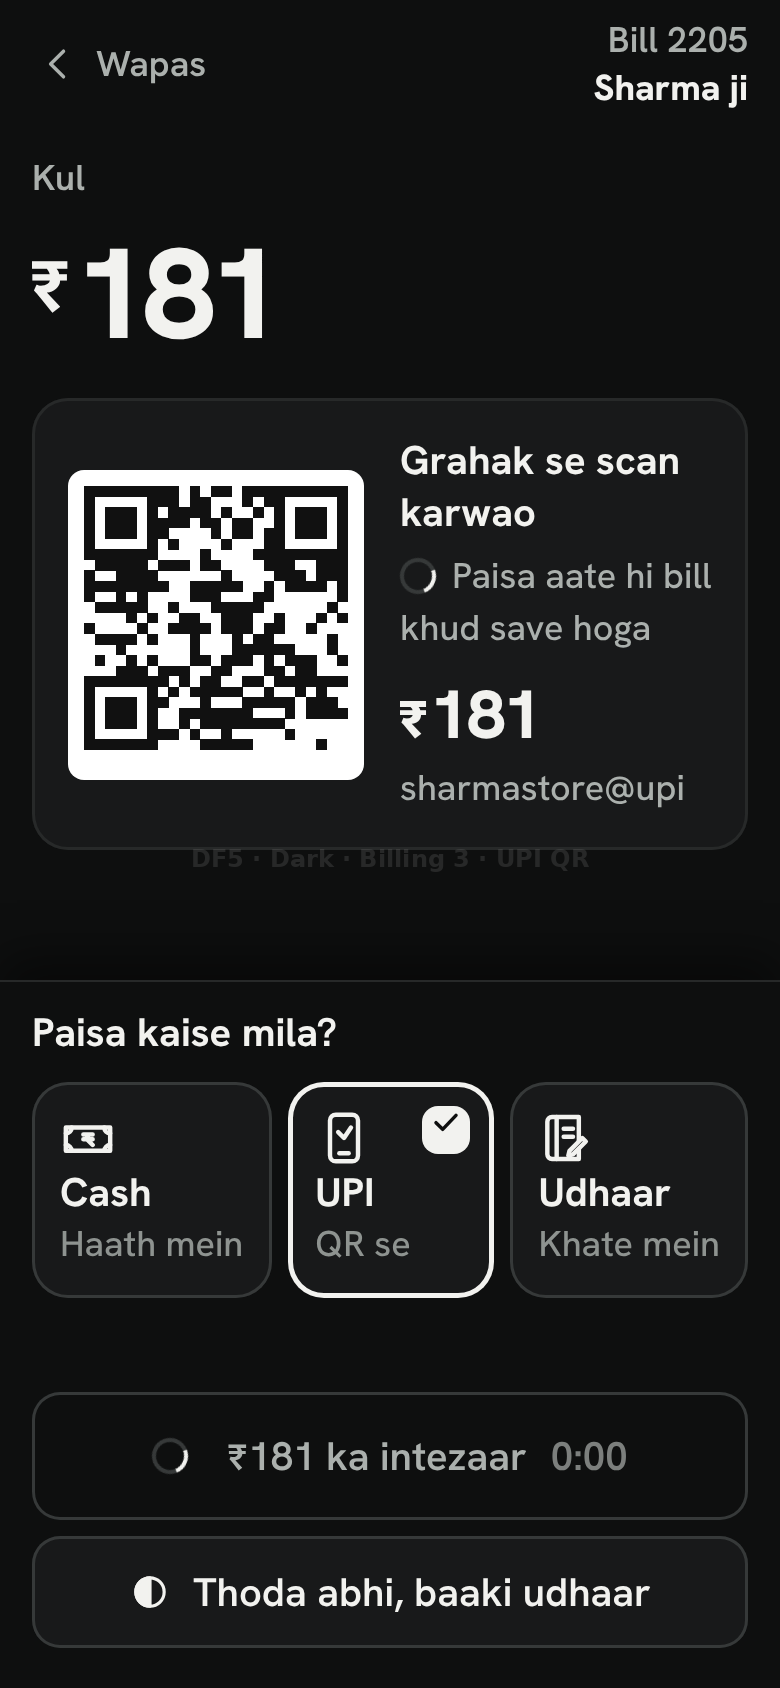 Wapas
Bill 2205
Sharma ji
Kul
₹181
Grahak se scan
karwao
Paisa aate hi bill
khud save hoga
₹181
sharmastore@upi
DF5 · Dark · Billing 3 · UPI QR
Paisa kaise mila?
Cash
Haath mein
UPI
QR se
Udhaar
Khate mein
₹181 ka intezaar 0:00
Thoda abhi, baaki udhaar